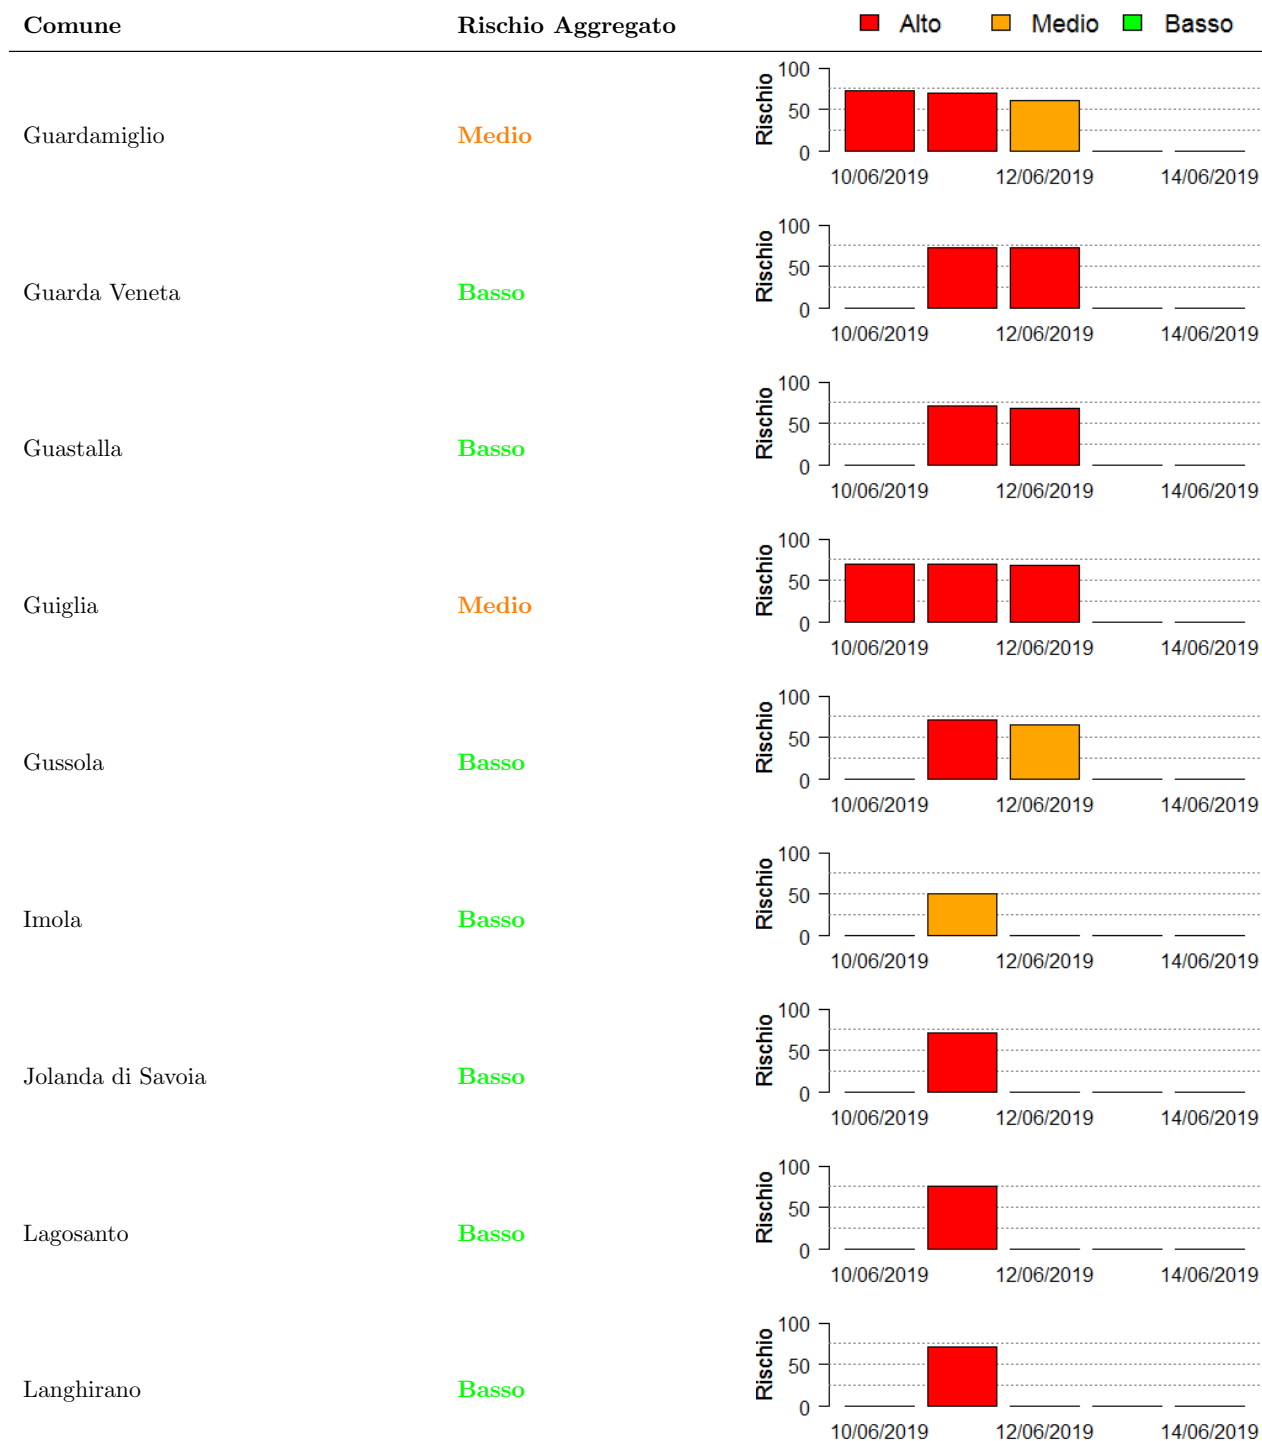 Comune Rischio Aggregato Alto Medio Basso
Guardamiglio Medio
Rischio
100
50
0
10/06/2019 12/06/2019 14/06/2019
Guarda Veneta Basso
Rischio
100
50
0
10/06/2019 12/06/2019 14/06/2019
Guastalla Basso
Rischio
100
50
0
10/06/2019 12/06/2019 14/06/2019
Guiglia Medio
Rischio
100
50
0
10/06/2019 12/06/2019 14/06/2019
Gussola Basso
Rischio
100
50
0
10/06/2019 12/06/2019 14/06/2019
Imola Basso
Rischio
100
50
0
10/06/2019 12/06/2019 14/06/2019
Jolanda di Savoia Basso
Rischio
100
50
0
10/06/2019 12/06/2019 14/06/2019
Lagosanto Basso
Rischio
100
50
0
10/06/2019 12/06/2019 14/06/2019
Langhirano Basso
Rischio
100
50
0
10/06/2019 12/06/2019 14/06/2019